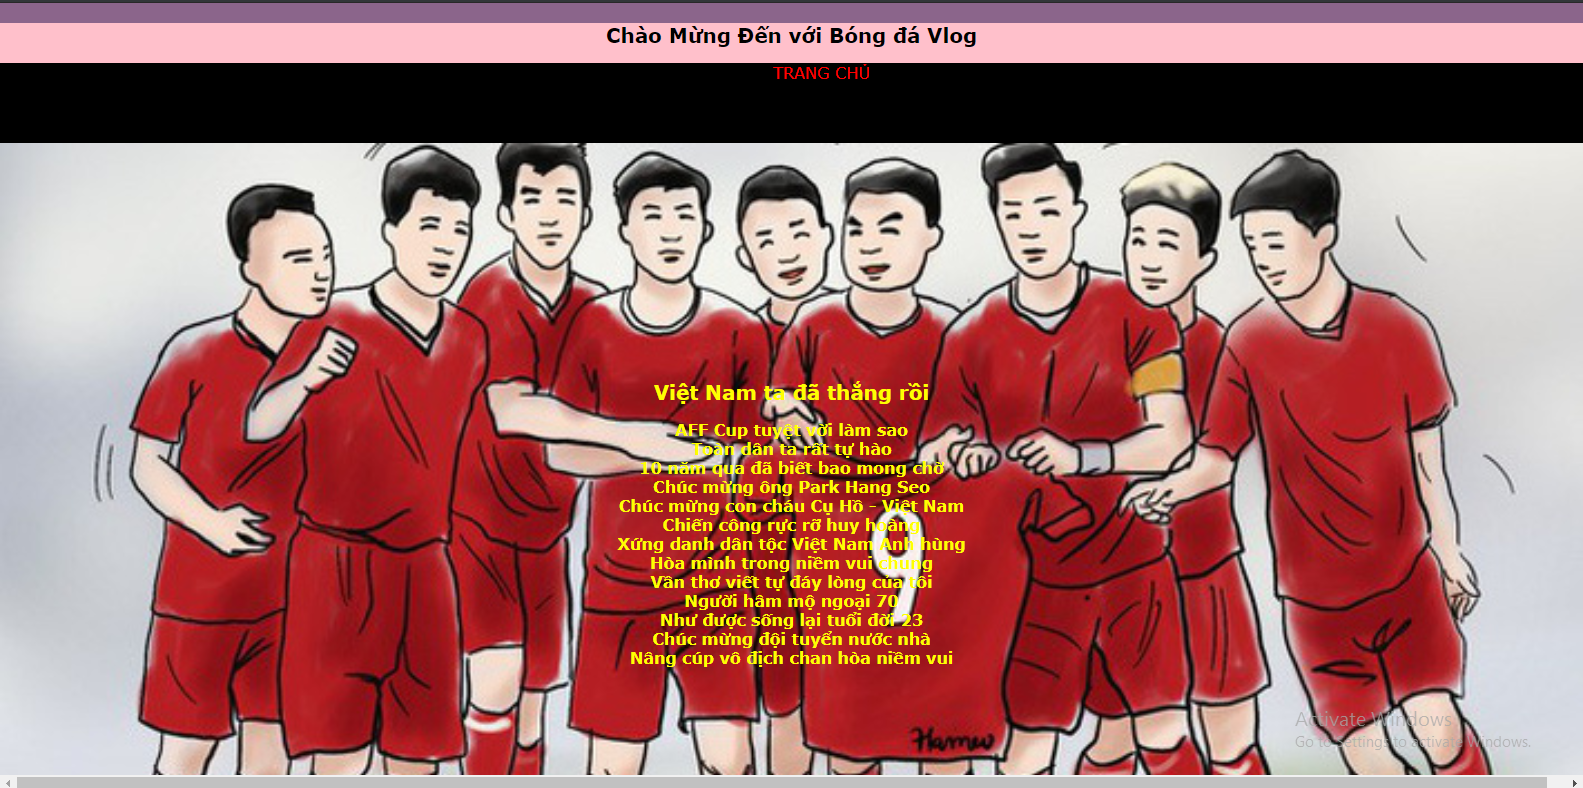 Chào Mừng Đến với Bóng đá Vlog
TRANG CHỦ
Việt Nam ta đã thắng rồi
AFF Cup tuyệt vời làm sao
Toàn dân ta rất tự hào
10 năm qua đã biết bao mong chờ
Chúc mừng ông Park Hang Seo
Chúc mừng con cháu Cụ Hồ - Việt Nam
Chiến công rực rỡ huy hoàng
Xứng danh dân tộc Việt Nam Anh hùng
Hòa mình trong niềm vui chung
Vần thơ viết tự đáy lòng của tôi
Người hâm mộ ngoại 70
Như được sống lại tuổi đời 23
Chúc mừng đội tuyển nước nhà
Nâng cúp vô địch chan hòa niềm vui
9
Hamew
Activate Windows
Go to Settings to activate Windows.